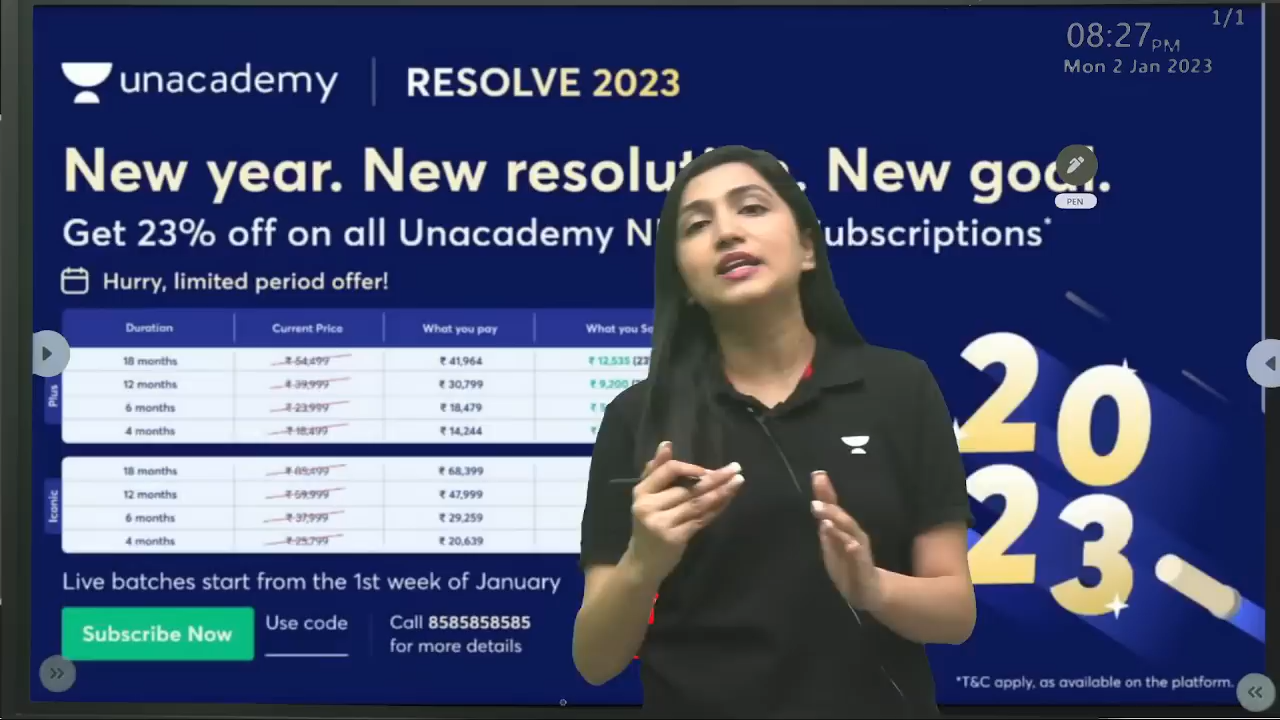 1/1
08:27PM
Mon 2 Jan 2023
unacademy
RESOLVE 2023
New year. New . New goal.
Get 23% off on all Unacademy
PEN
Hurry, limited period offer!
Duration Current Price What you pay What you
Plus
18 months ₹ 54,499 ₹ 41,964 ₹ 12,535
12 months ₹ 39,999 ₹ 30,799 ₹ 9,200
6 months ₹ 23,999 ₹ 18,479
4 months ₹ 18,499 ₹ 14,244
Iconic
18 months ₹ 68,399
12 months ₹ 59,999 ₹ 47,999
6 months ₹ 37,999 ₹ 29,259
4 months ₹ 25,799 ₹ 20,639
20
23
Live batches start from the 1st week of January
Subscribe Now
Use code
Call 8585858585
for more details
*T&C apply, as available on the platform.